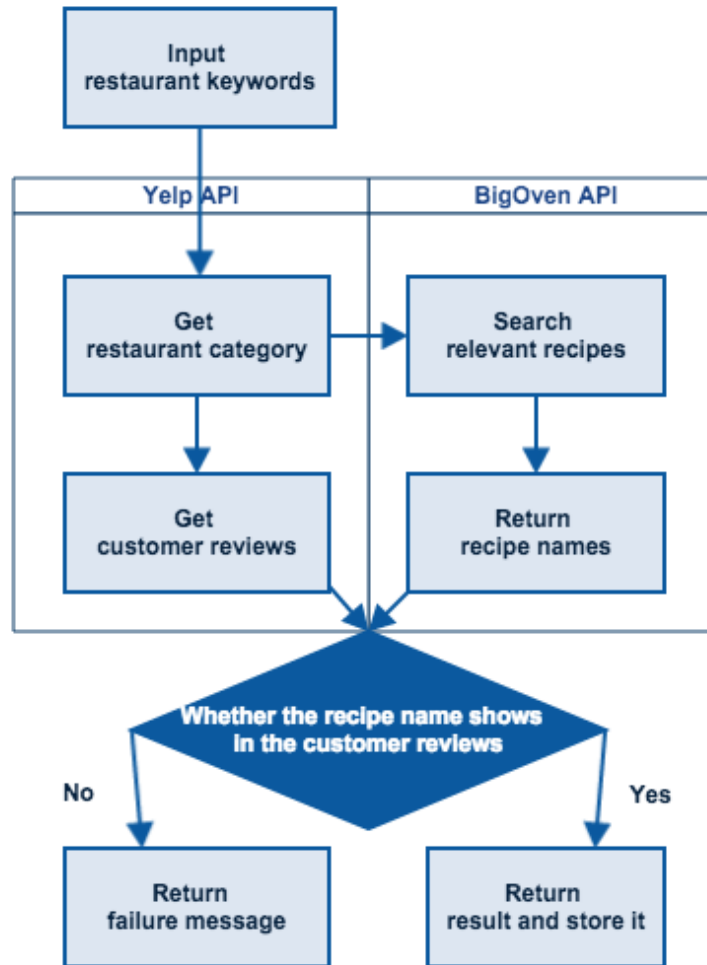 Input
restaurant keywords
Yelp API
BigOven API
Get
restaurant category
Search
relevant recipes
Get
customer reviews
Return
recipe names
Whether the recipe name shows
in the customer reviews
No
Yes
Return
failure message
Return
result and store it